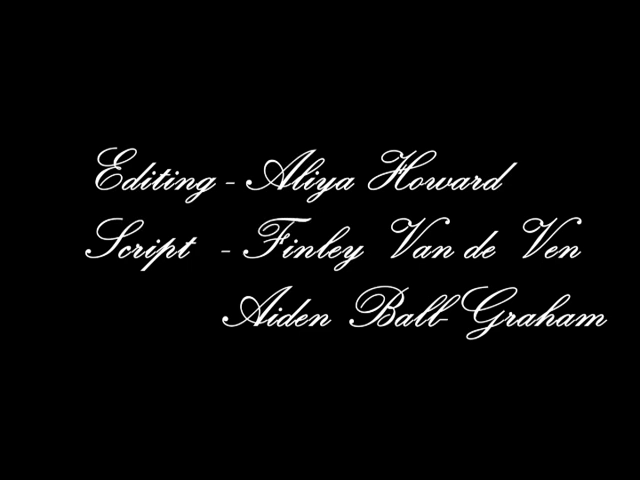 Editing - Aliya Howard
Script - Finley Van de Ven
Aiden Ball-Graham